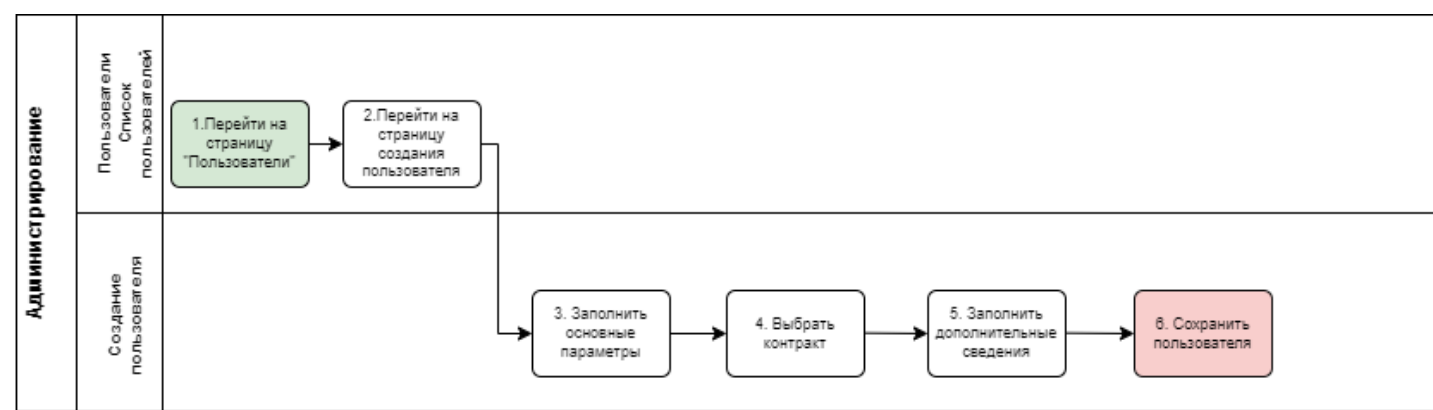 Администрирование
Пользователи
Список
пользователей
1.Перейти на
страницу
"Пользователи"
2.Перейти на
страницу
создания
пользователя
Создание
пользователя
3. Заполнить
основные
параметры
4. Выбрать
контракт
5. Заполнить
дополнительные
сведения
6. Сохранить
пользователя